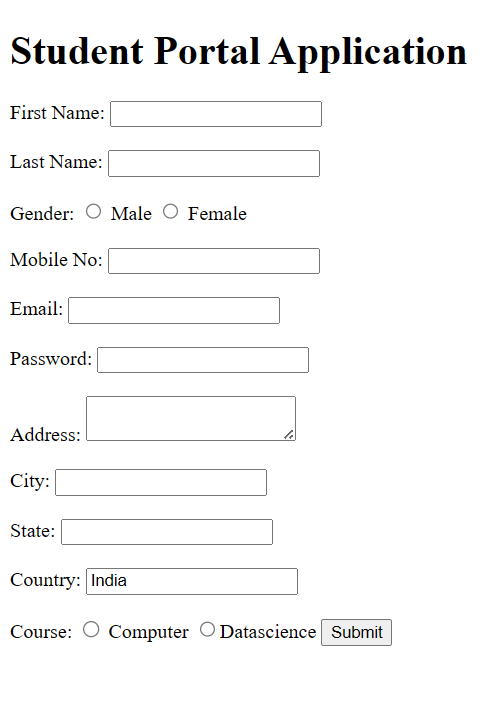 Student Portal Application
First Name:
Last Name:
Gender: Male Female
Mobile No:
Email:
Password:
Address:
City:
State:
Country: India
Course: Computer Datascience Submit